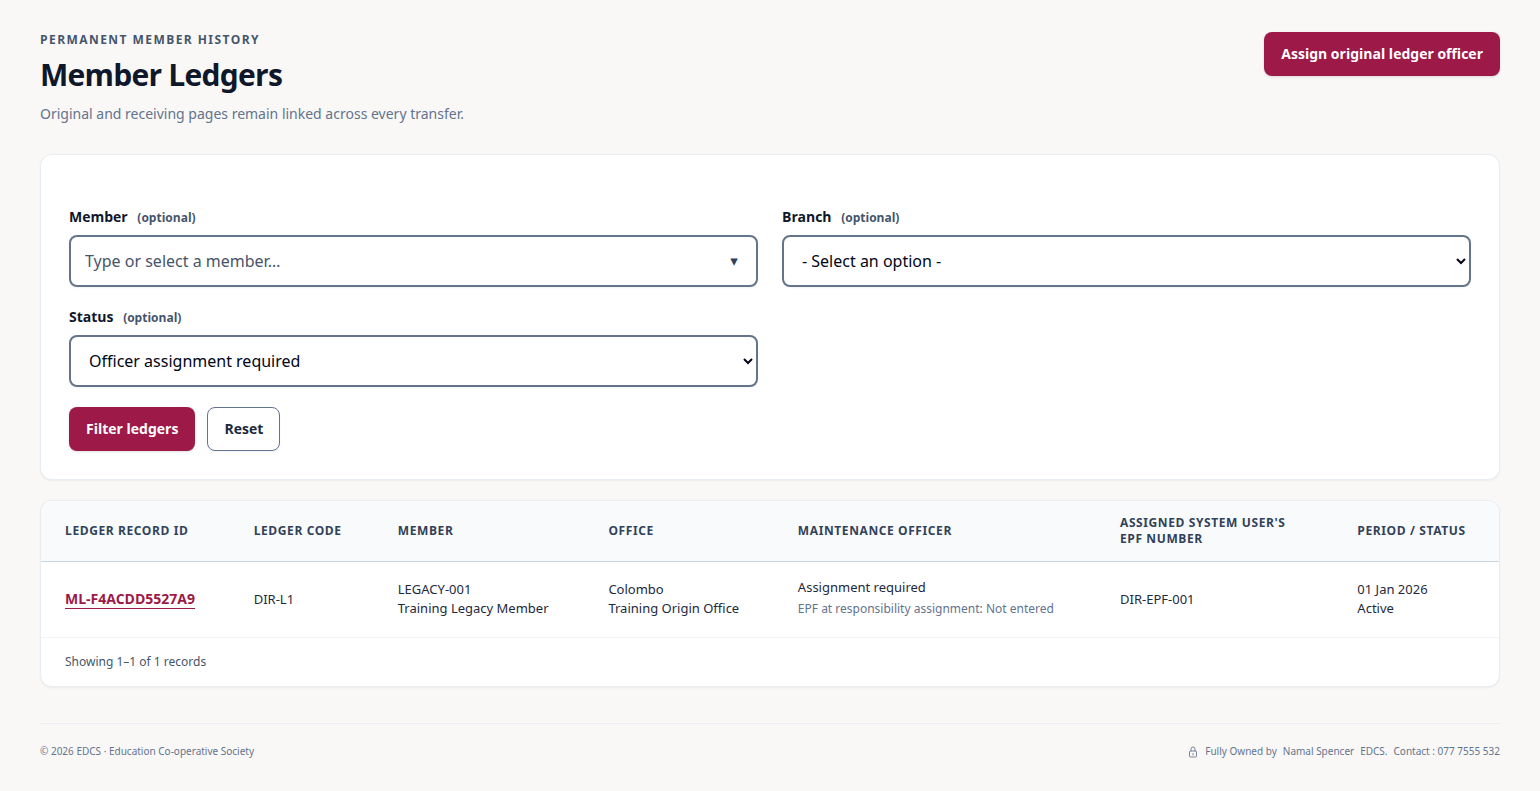 PERMANENT MEMBER HISTORY
Member Ledgers
Original and receiving pages remain linked across every transfer.
Assign original ledger officer
Member (optional)
Type or select a member...
Branch (optional)
- Select an option -
Status (optional)
Officer assignment required
Filter ledgers
Reset
LEDGER RECORD ID
LEDGER CODE
MEMBER
OFFICE
MAINTENANCE OFFICER
ASSIGNED SYSTEM USER'S
EPF NUMBER
PERIOD / STATUS
ML-F4ACDD5527A9
DIR-L1
LEGACY-001
Training Legacy Member
Colombo
Training Origin Office
Assignment required
EPF at responsibility assignment: Not entered
DIR-EPF-001
01 Jan 2026
Active
Showing 1–1 of 1 records
© 2026 EDCS · Education Co-operative Society
Fully Owned by Namal Spencer EDCS. Contact : 077 7555 532